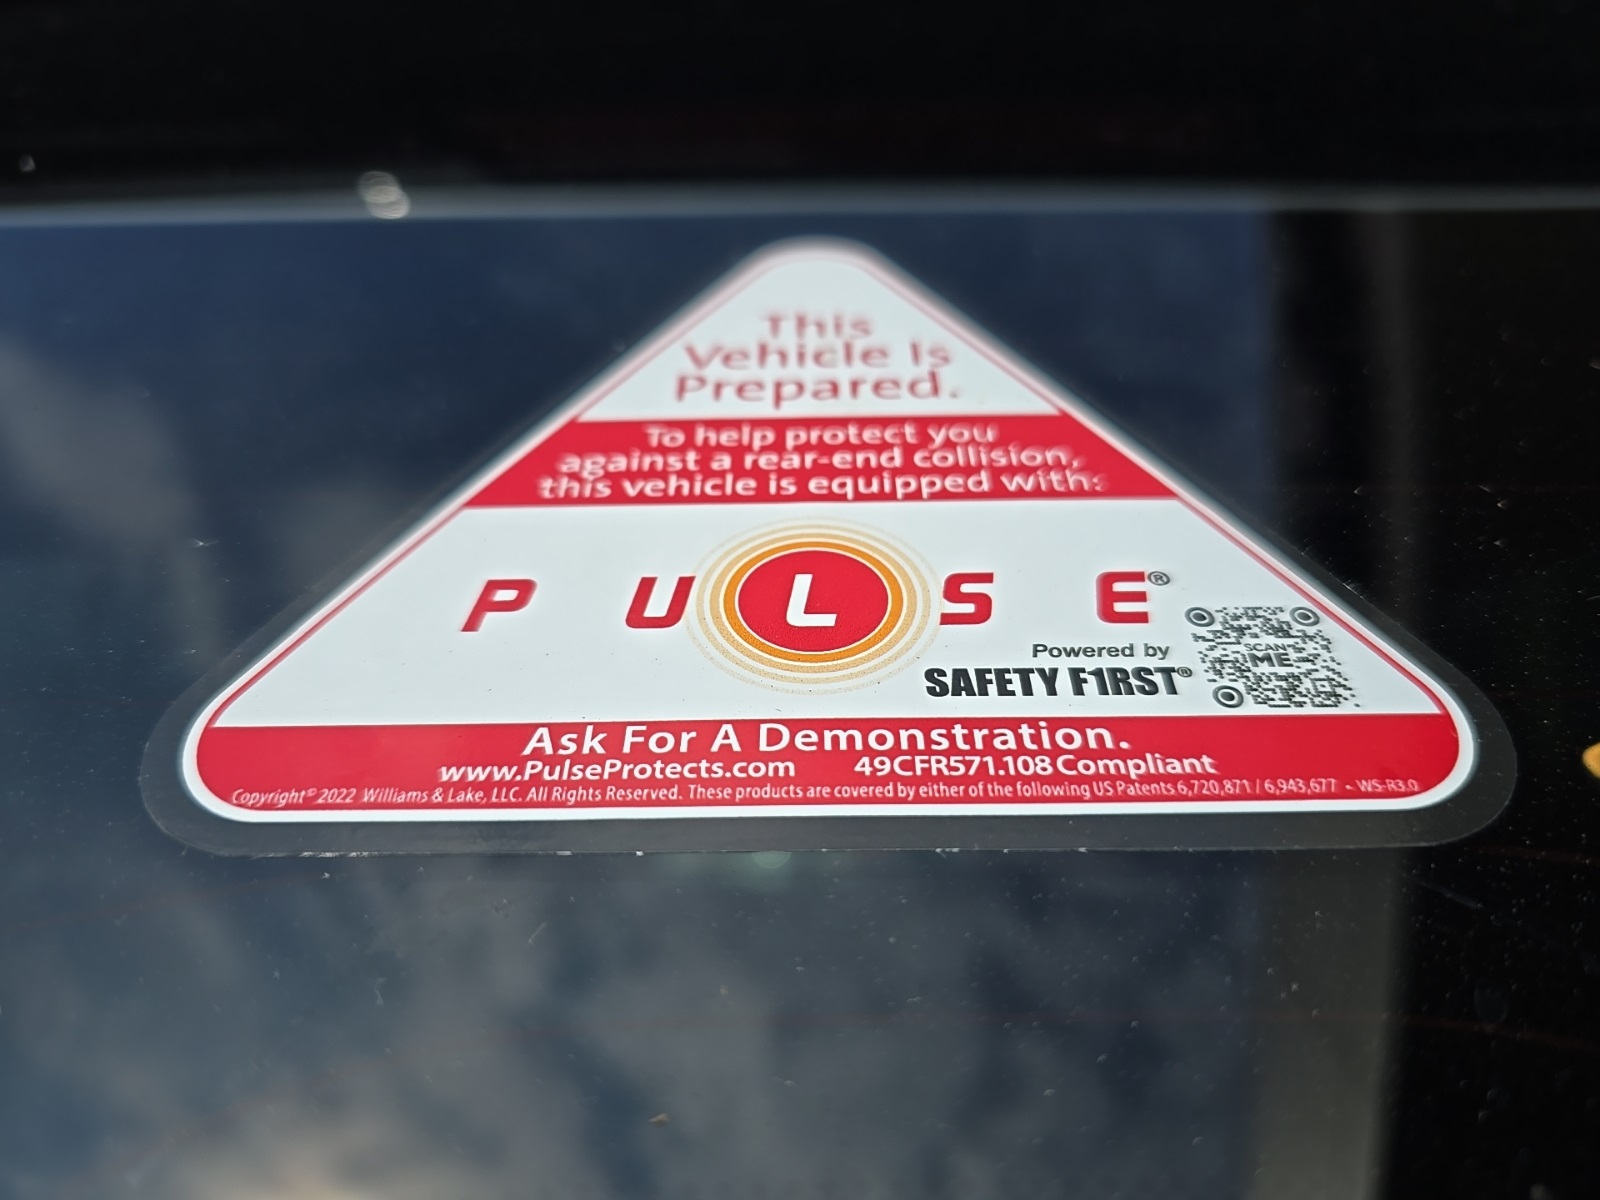 This
Vehicle Is
Prepared.
To help protect you
against a rear-end collision,
this vehicle is equipped with:
PULSE®
Powered by
SAFETY F1RST®
SCAN
ME
Ask For A Demonstration.
www.PulseProtects.com 49CFR571.108 Compliant
Copyright© 2022 Williams & Lake, LLC. All Rights Reserved. These products are covered by either of the following US Patents 6,720,871 / 6,943,677 - WS-R3.0